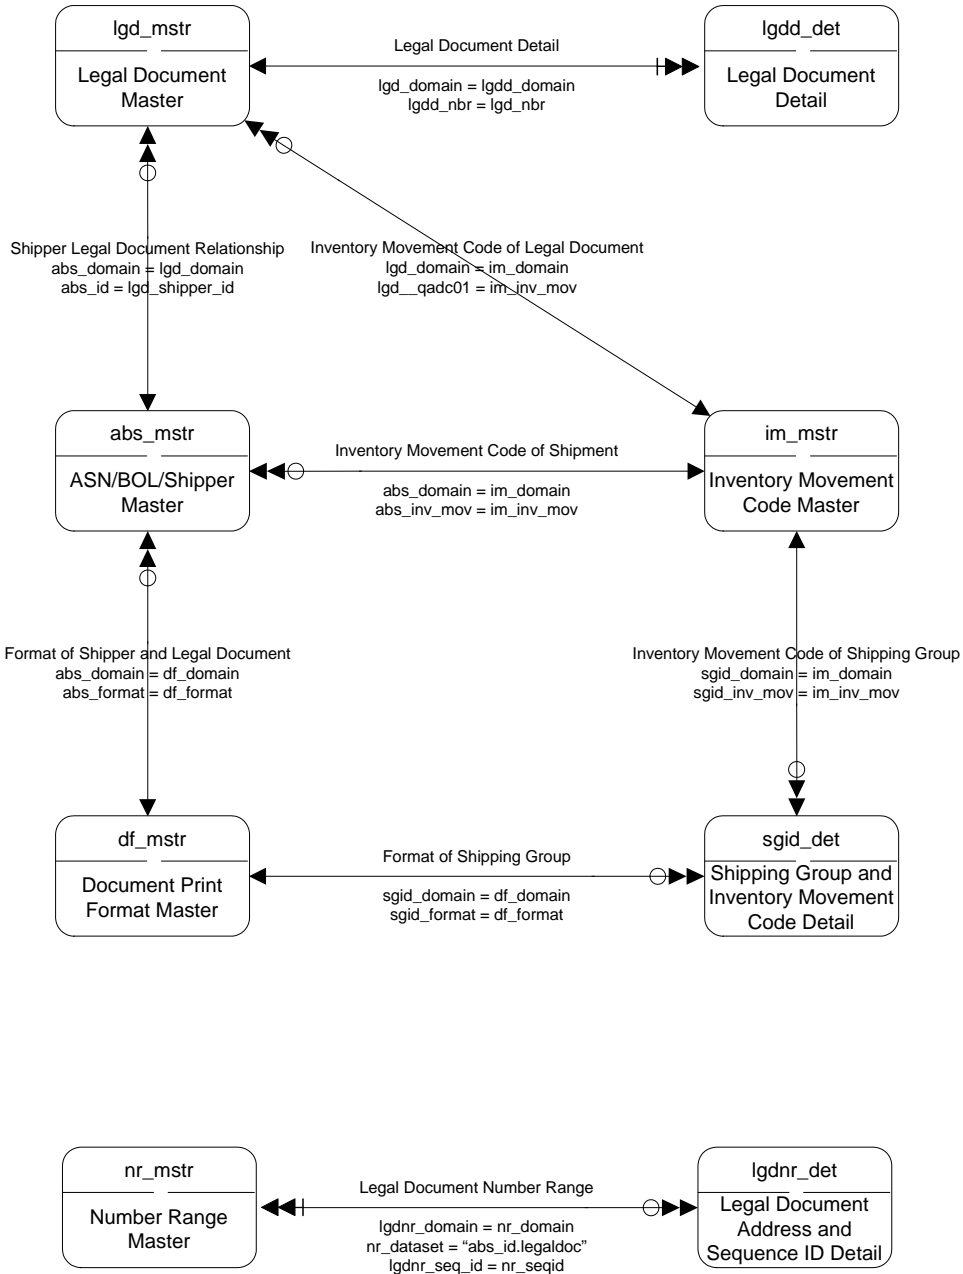 lgd_mstr
Legal Document
Master
Legal Document Detail
lgd_domain = lgdd_domain
lgdd_nbr = lgd_nbr
lgdd_det
Legal Document
Detail
Shipper Legal Document Relationship
abs_domain = lgd_domain
abs_id = lgd_shipper_id
Inventory Movement Code of Legal Document
lgd_domain = im_domain
lgd__qadc01 = im_inv_mov
abs_mstr
ASN/BOL/Shipper
Master
Inventory Movement Code of Shipment
abs_domain = im_domain
abs_inv_mov = im_inv_mov
im_mstr
Inventory Movement
Code Master
Format of Shipper and Legal Document
abs_domain = df_domain
abs_format = df_format
Inventory Movement Code of Shipping Group
sgid_domain = im_domain
sgid_inv_mov = im_inv_mov
df_mstr
Document Print
Format Master
Format of Shipping Group
sgid_domain = df_domain
sgid_format = df_format
sgid_det
Shipping Group and
Inventory Movement
Code Detail
nr_mstr
Number Range
Master
Legal Document Number Range
lgdnr_domain = nr_domain
nr_dataset = “abs_id.legaldoc”
lgdnr_seq_id = nr_seqid
lgdnr_det
Legal Document
Address and
Sequence ID Detail